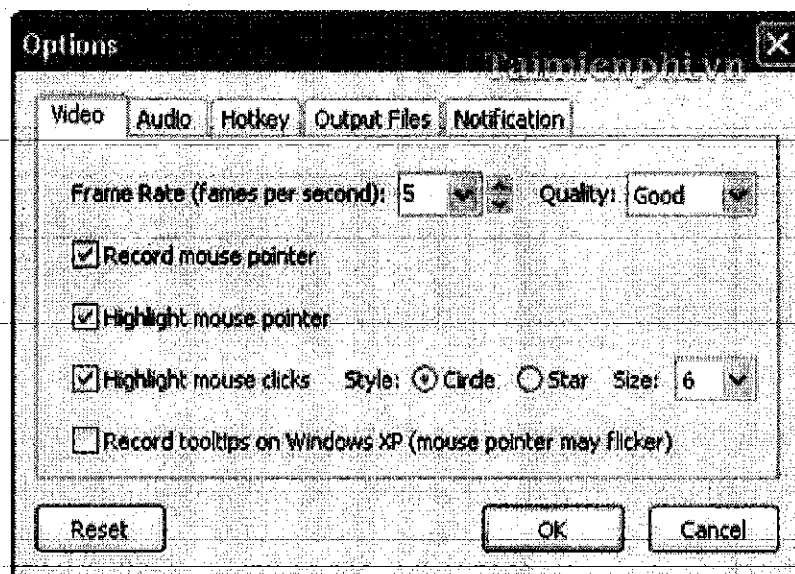 Options
Taimienphi.vn
Video Audio Hotkey Output Files Notification
Frame Rate (fames per second): 5 Quality: Good
Record mouse pointer
Highlight mouse pointer
Highlight mouse clicks Style: Circle Star Size: 6
Record tooltips on Windows XP (mouse pointer may flicker)
Reset OK Cancel